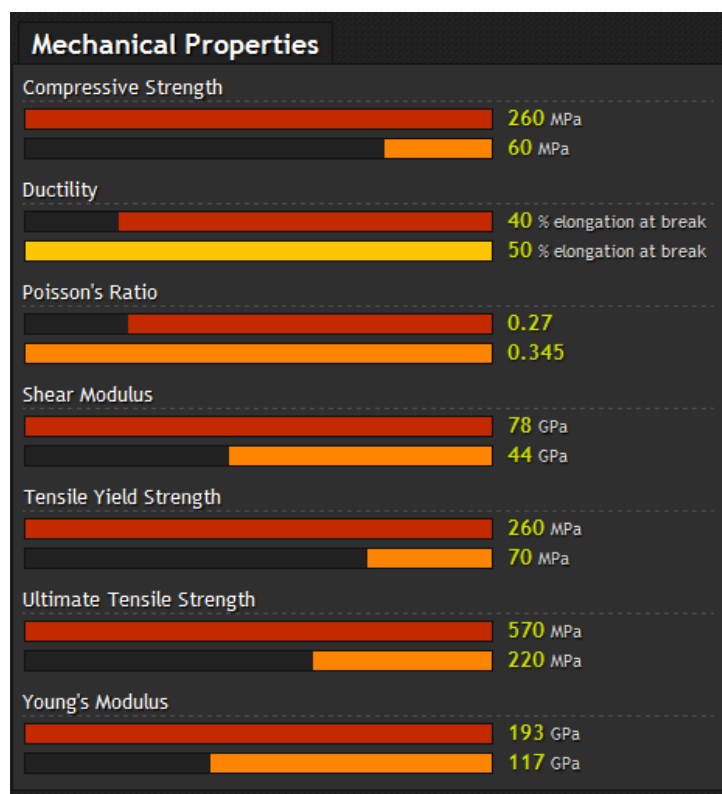 Mechanical Properties
Compressive Strength
260 MPa
60 MPa
Ductility
40 % elongation at break
50 % elongation at break
Poisson's Ratio
0.27
0.345
Shear Modulus
78 GPa
44 GPa
Tensile Yield Strength
260 MPa
70 MPa
Ultimate Tensile Strength
570 MPa
220 MPa
Young's Modulus
193 GPa
117 GPa